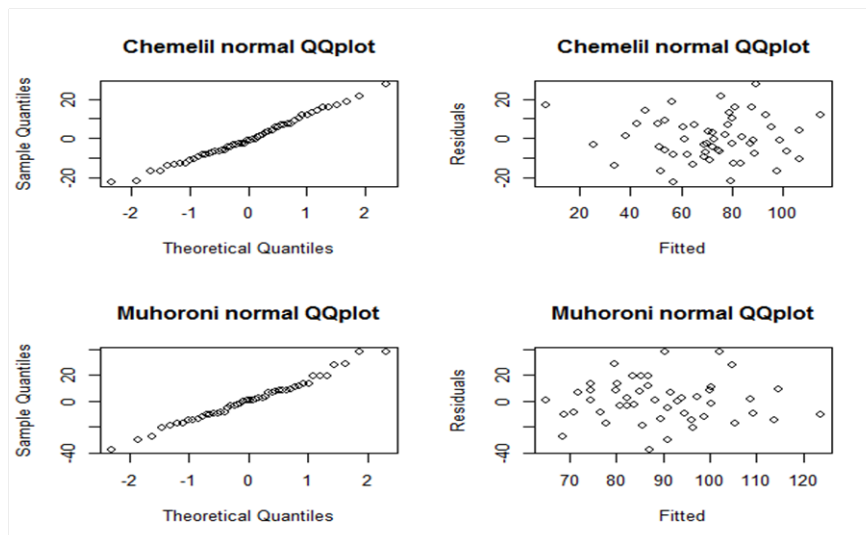 Chemelil normal QQplot
Sample Quantiles
20
0
-20
-2 -1 0 1 2
Theoretical Quantiles
Chemelil normal QQplot
Residuals
20
0
-20
20 40 60 80 100
Fitted
Muhoroni normal QQplot
Sample Quantiles
20
0
-40
-2 -1 0 1 2
Theoretical Quantiles
Muhoroni normal QQplot
Residuals
20
0
-40
70 80 90 100 110 120
Fitted